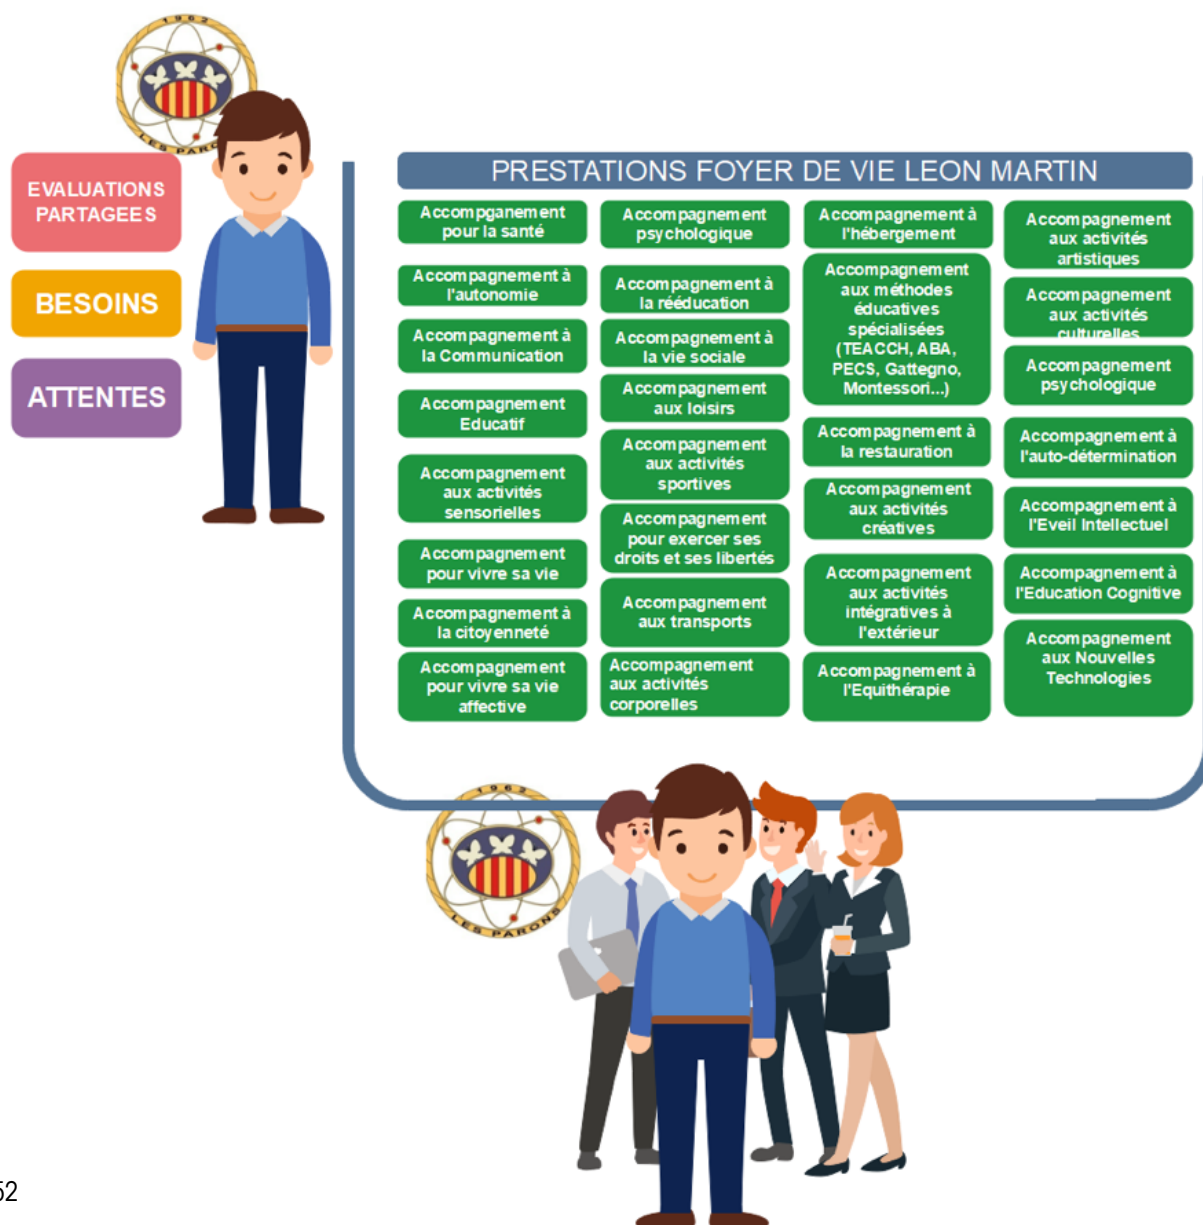 1962
LES PARONS
EVALUATIONS
PARTAGEES
BESOINS
ATTENTES
PRESTATIONS FOYER DE VIE LEON MARTIN
Accompganement
pour la santé
Accompagnement à
l'autonomie
Accompagnement à
la Communication
Accompagnement
Educatif
Accompagnement
aux activités
sensorielles
Accompagnement
pour vivre sa vie
Accompagnement à
la citoyenneté
Accompagnement
pour vivre sa vie
affective
Accompagnement
psychologique
Accompagnement à
la rééducation
Accompagnement à
la vie sociale
Accompagnement
aux loisirs
Accompagnement
aux activités
sportives
Accompagnement
pour exercer ses
droits et ses libertés
Accompagnement
aux transports
Accompagnement
aux activités
corporelles
Accompagnement à
l'hébergement
Accompagnement
aux méthodes
éducatives
spécialisées
(TEACCH, ABA,
PECS, Gattegno,
Montessori...)
Accompagnement à
la restauration
Accompagnement
aux activités
créatives
Accompagnement
aux activités
intégratives à
l'extérieur
Accompagnement à
l'Equithérapie
Accompagnement
aux activités
artistiques
Accompagnement
aux activités
culturelles
Accompagnement
psychologique
Accompagnement à
l'auto-détermination
Accompagnement à
l'Eveil Intellectuel
Accompagnement à
l'Education Cognitive
Accompagnement
aux Nouvelles
Technologies
1962
LES PARONS
52